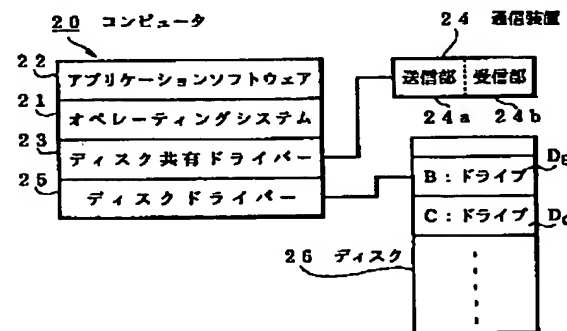 20 コンピュータ
24 通信装置
22
アプリケーションソフトウェア
送信部 受信部
21
オペレーティングシステム
24a 24b
23
ディスク共有ドライバー
25
ディスクドライバー
B：ドライブ DB
C：ドライブ DC
26 ディスク